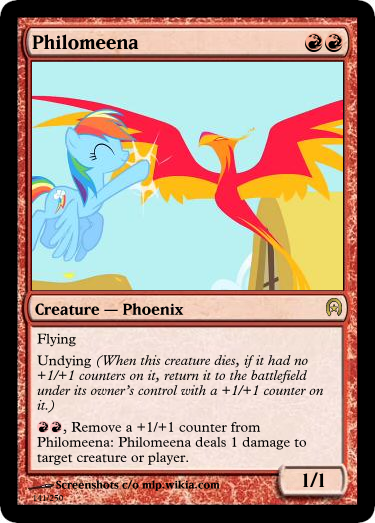 Philomeena
Creature — Phoenix
Flying
Undying (When this creature dies, if it had no
+1/+1 counters on it, return it to the battlefield
under its owner's control with a +1/+1 counter on
it.)
, Remove a +1/+1 counter from
Philomeena: Philomeena deals 1 damage to
target creature or player.
Screenshots c/o mlp.wikia.com
1/1
141/250